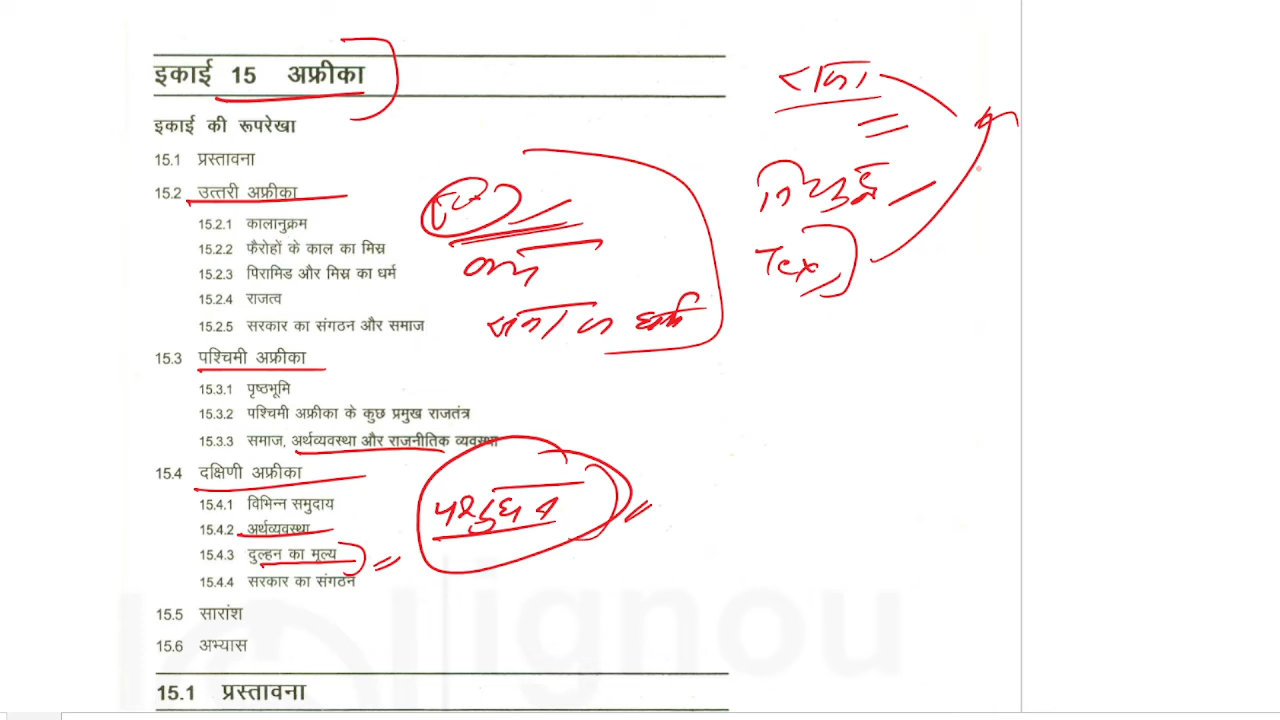 इकाई 15 अफ्रीका
इकाई की रूपरेखा
15.1 प्रस्तावना
15.2 उत्तरी अफ्रीका
15.2.1 कालानुक्रम
15.2.2 फैरोहों के काल का मिस्र
15.2.3 पिरामिड और मिस्र का धर्म
15.2.4 राजत्व
15.2.5 सरकार का संगठन और समाज
15.3 पश्चिमी अफ्रीका
15.3.1 पृष्ठभूमि
15.3.2 पश्चिमी अफ्रीका के कुछ प्रमुख राजतंत्र
15.3.3 समाज, अर्थव्यवस्था और राजनीतिक व्यवस्था
15.4 दक्षिणी अफ्रीका
15.4.1 विभिन्न समुदाय
15.4.2 अर्थव्यवस्था
15.4.3 दुल्हन का मूल्य
15.4.4 सरकार का संगठन
15.5 सारांश
15.6 अभ्यास
15.1 प्रस्तावना
राजा
Tax
पशुधन
ignou